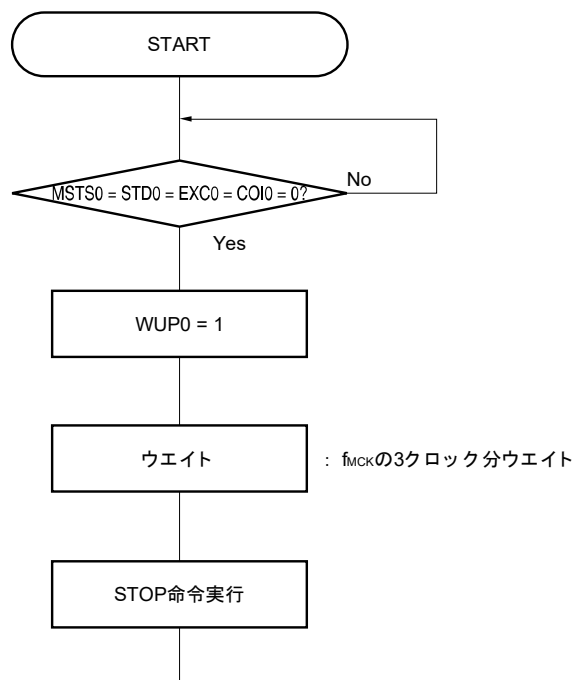 START
MSTS0 = STD0 = EXC0 = COI0 = 0?
No
Yes
WUP0 = 1
ウエイト
: fMCKの3クロック分ウエイト
STOP命令実行